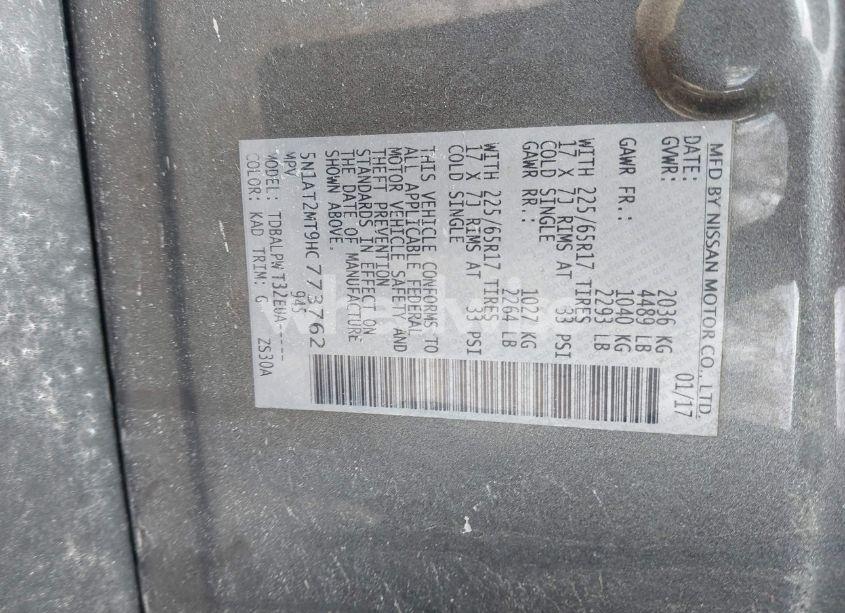 MFD BY NISSAN MOTOR CO., LTD.
DATE: 01/17
GVWR: 2036 KG
4489 LB
GAWR FR.: 1040 KG
2293 LB
WITH 225/65R17 TIRES
17 X 7J RIMS AT 33 PSI
COLD SINGLE
GAWR RR.: 1027 KG
2264 LB
WITH 225/65R17 TIRES
17 X 7J RIMS AT 33 PSI
COLD SINGLE
THIS VEHICLE CONFORMS TO
ALL APPLICABLE FEDERAL
MOTOR VEHICLE SAFETY AND
THEFT PREVENTION
STANDARDS IN EFFECT ON
THE DATE OF MANUFACTURE
SHOWN ABOVE.
5N1AT2MT9HC773762
MPV 945
MODEL: TDBALPWT32EUA-----
COLOR: KAD TRIM: G ZS30A